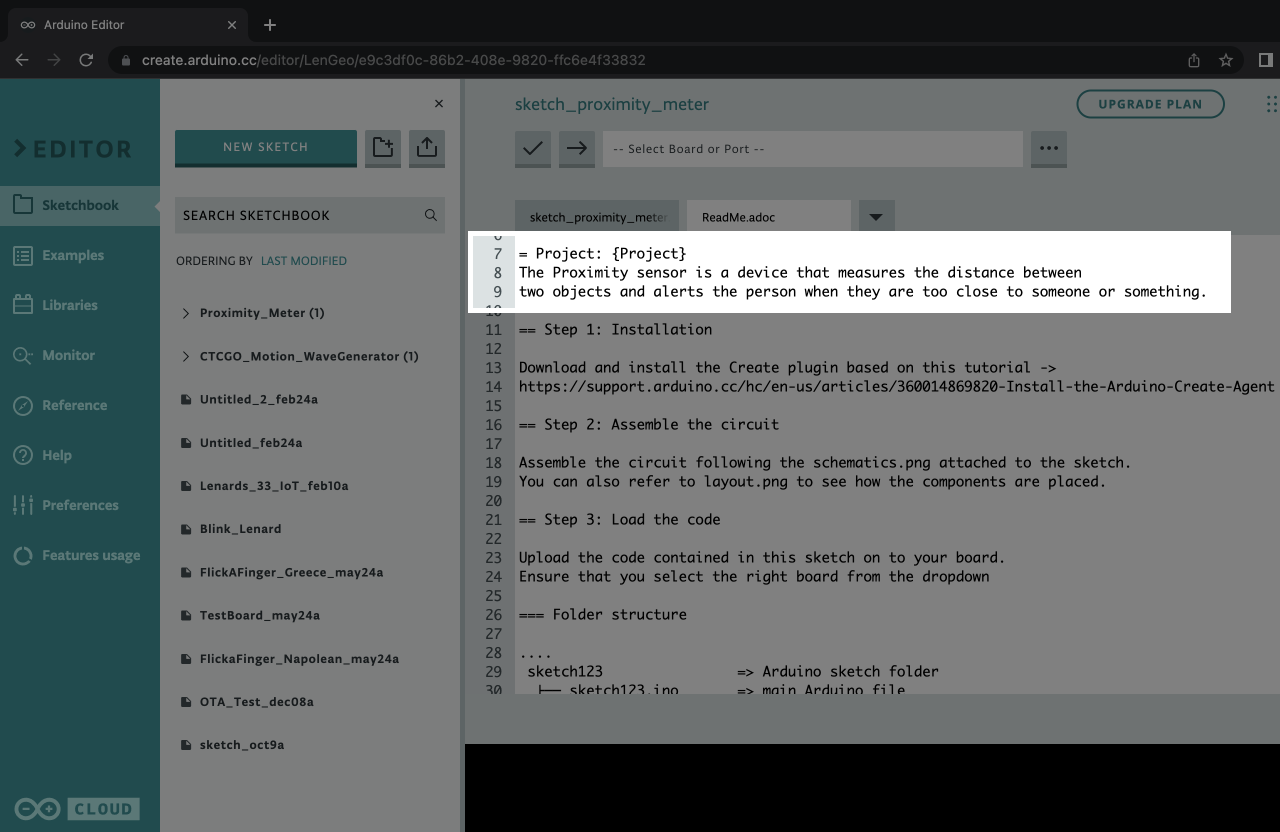 Arduino Editor
create.arduino.cc/editor/LenGeo/e9c3df0c-86b2-408e-9820-ffc6e4f33832
EDITOR
Sketchbook
Examples
Libraries
Monitor
Reference
Help
Preferences
Features usage
CLOUD
NEW SKETCH
SEARCH SKETCHBOOK
ORDERING BY LAST MODIFIED
Proximity_Meter (1)
CTCGO_Motion_WaveGenerator (1)
Untitled_2_feb24a
Untitled_feb24a
Lenards_33_IoT_feb10a
Blink_Lenard
FlickAFinger_Greece_may24a
TestBoard_may24a
FlickaFinger_Napolean_may24a
OTA_Test_dec08a
sketch_oct9a
sketch_proximity_meter
UPGRADE PLAN
-- Select Board or Port --
sketch_proximity_meter
ReadMe.adoc
6
7 = Project: {Project}
8 The Proximity sensor is a device that measures the distance between
9 two objects and alerts the person when they are too close to someone or something.
10
11 == Step 1: Installation
12
13 Download and install the Create plugin based on this tutorial ->
14 https://support.arduino.cc/hc/en-us/articles/360014869820-Install-the-Arduino-Create-Agent
15
16 == Step 2: Assemble the circuit
17
18 Assemble the circuit following the schematics.png attached to the sketch.
19 You can also refer to layout.png to see how the components are placed.
20
21 == Step 3: Load the code
22
23 Upload the code contained in this sketch on to your board.
24 Ensure that you select the right board from the dropdown
25
26 === Folder structure
27
28 ....
29 sketch123 => Arduino sketch folder
30 ├── sketch123.ino => main Arduino file